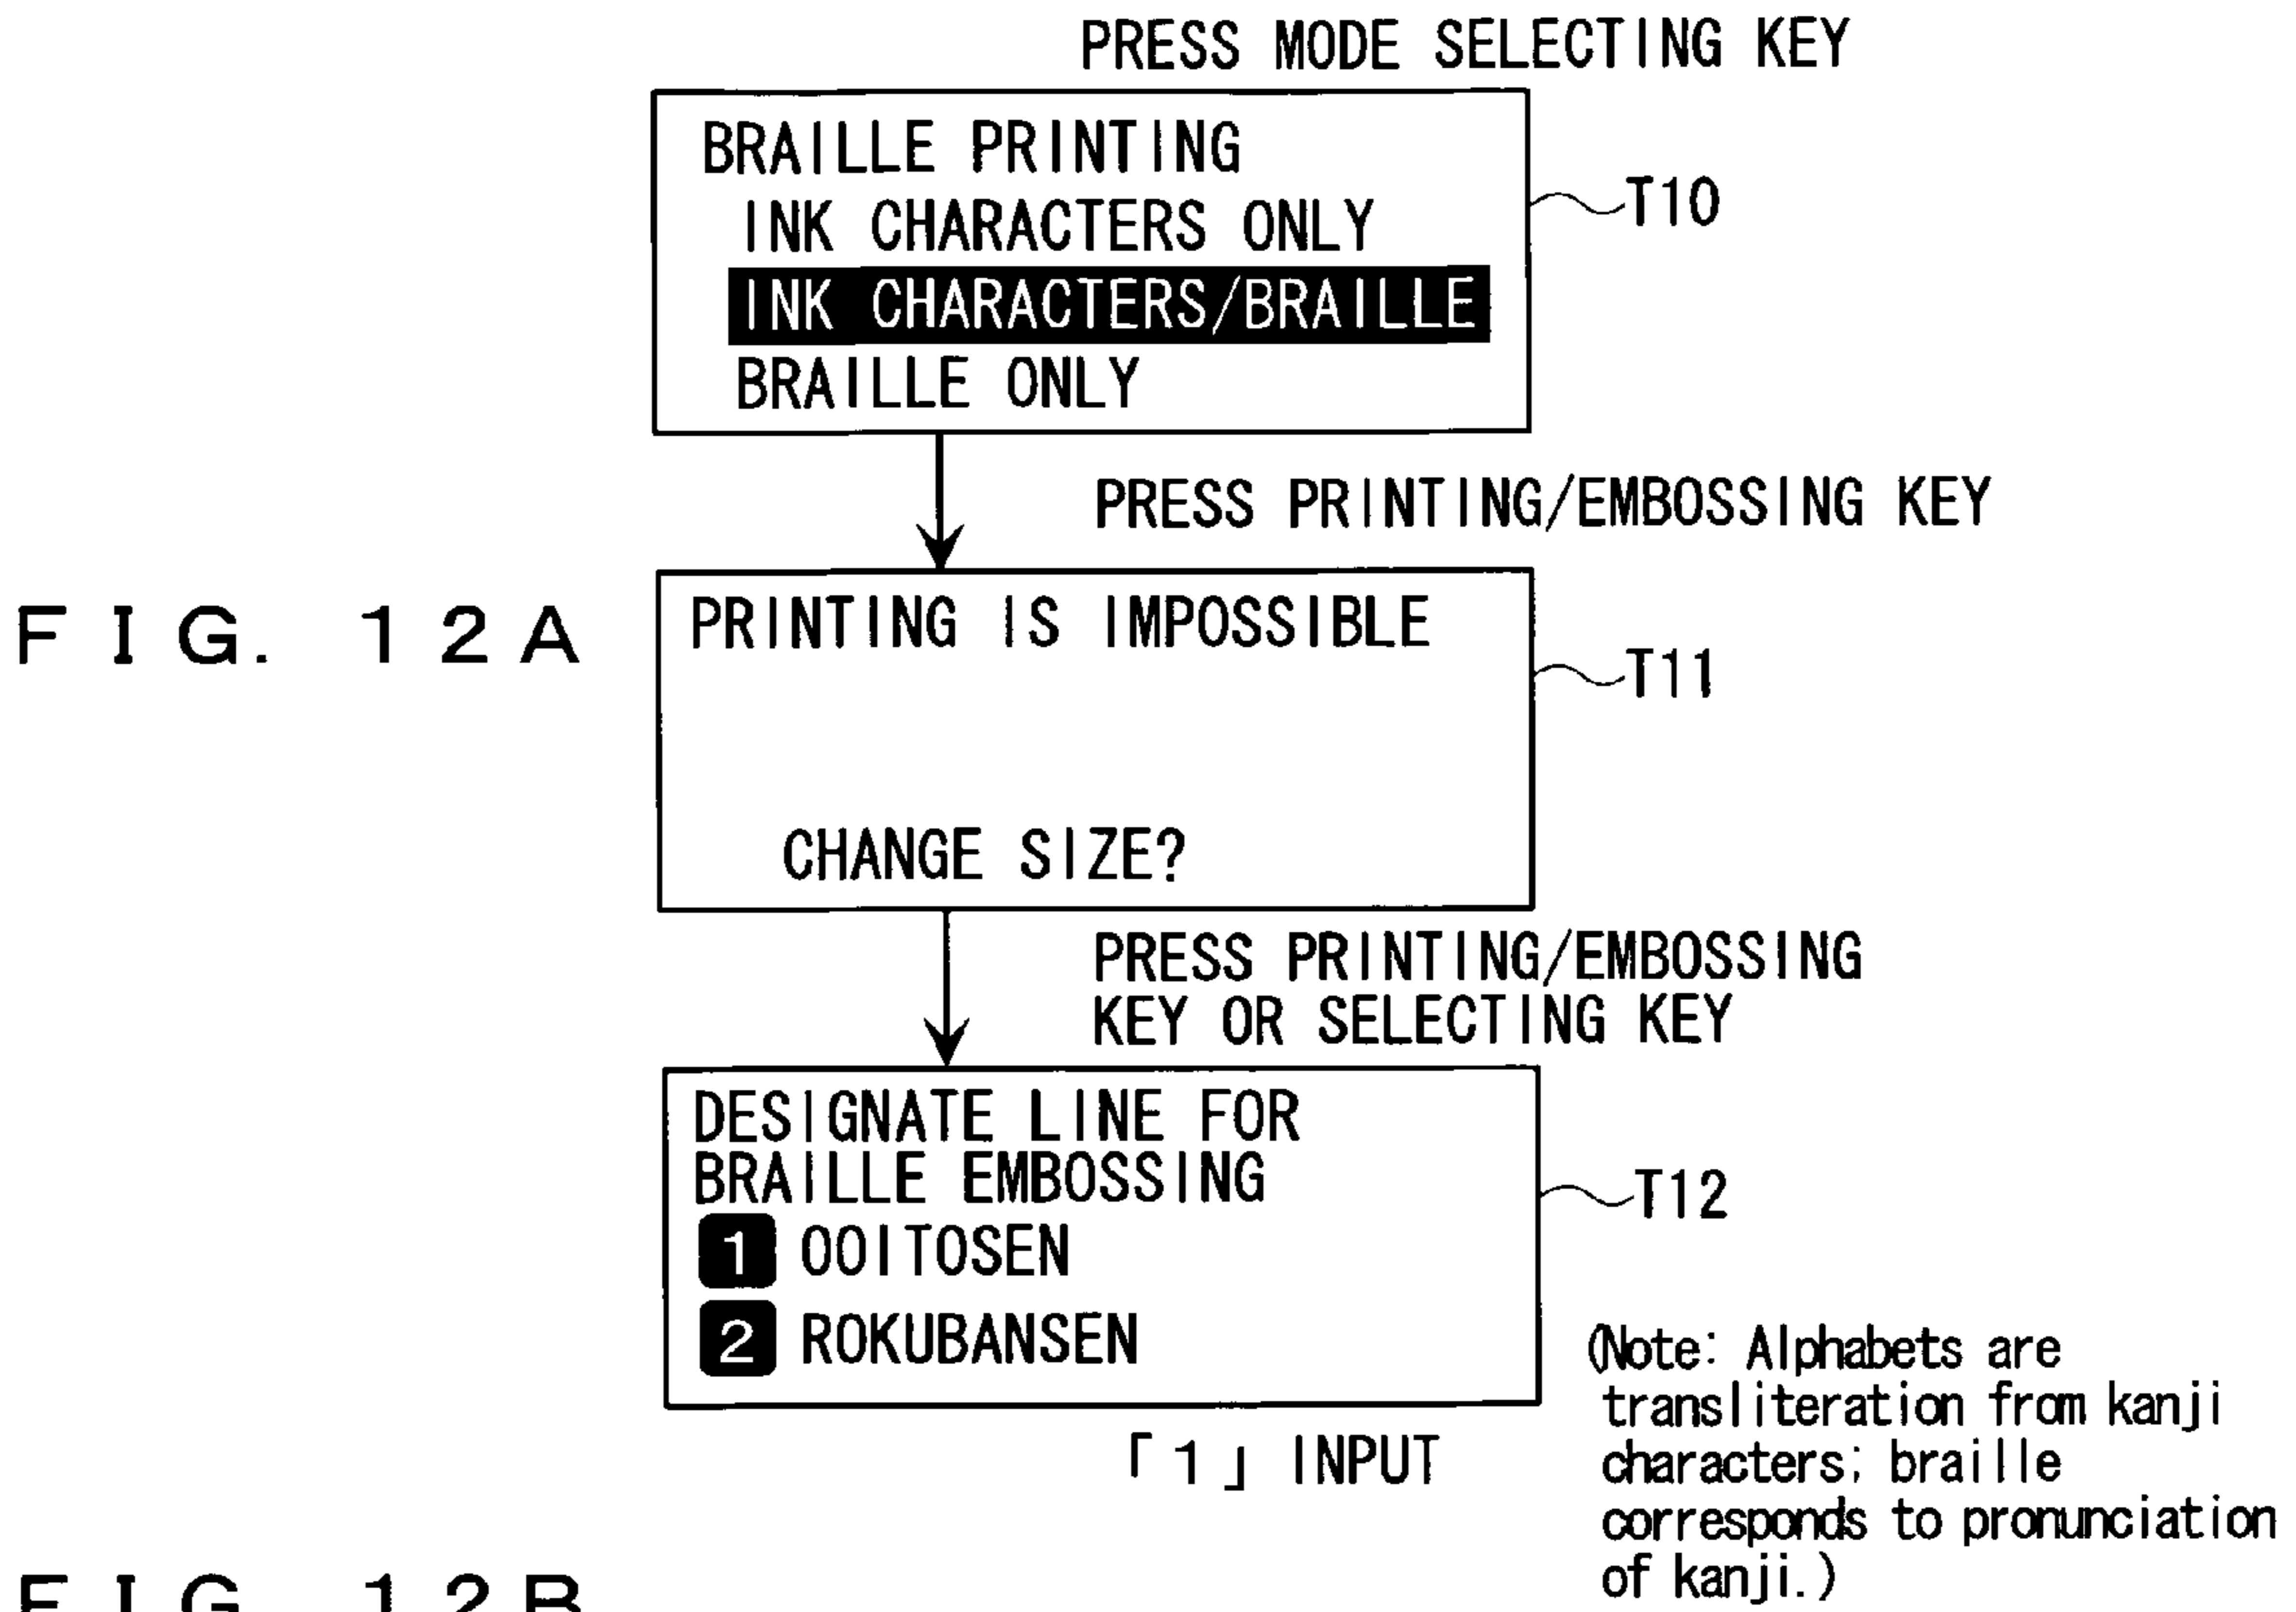 PRESS MODE SELECTING KEY
BRAILLE PRINTING
INK CHARACTERS ONLY
INK CHARACTERS/BRAILLE
BRAILLE ONLY
T10
PRESS PRINTING/EMBOSSING KEY
FIG. 12A
PRINTING IS IMPOSSIBLE
T11
CHANGE SIZE?
PRESS PRINTING/EMBOSSING
KEY OR SELECTING KEY
DESIGNATE LINE FOR
BRAILLE EMBOSSING
T12
1 OOITOSEN
2 ROKUBANSEN
「1」 INPUT
(Note: Alphabets are
transliteration from kanji
characters; braille
corresponds to pronunciation
of kanji.)
FIG. 12B